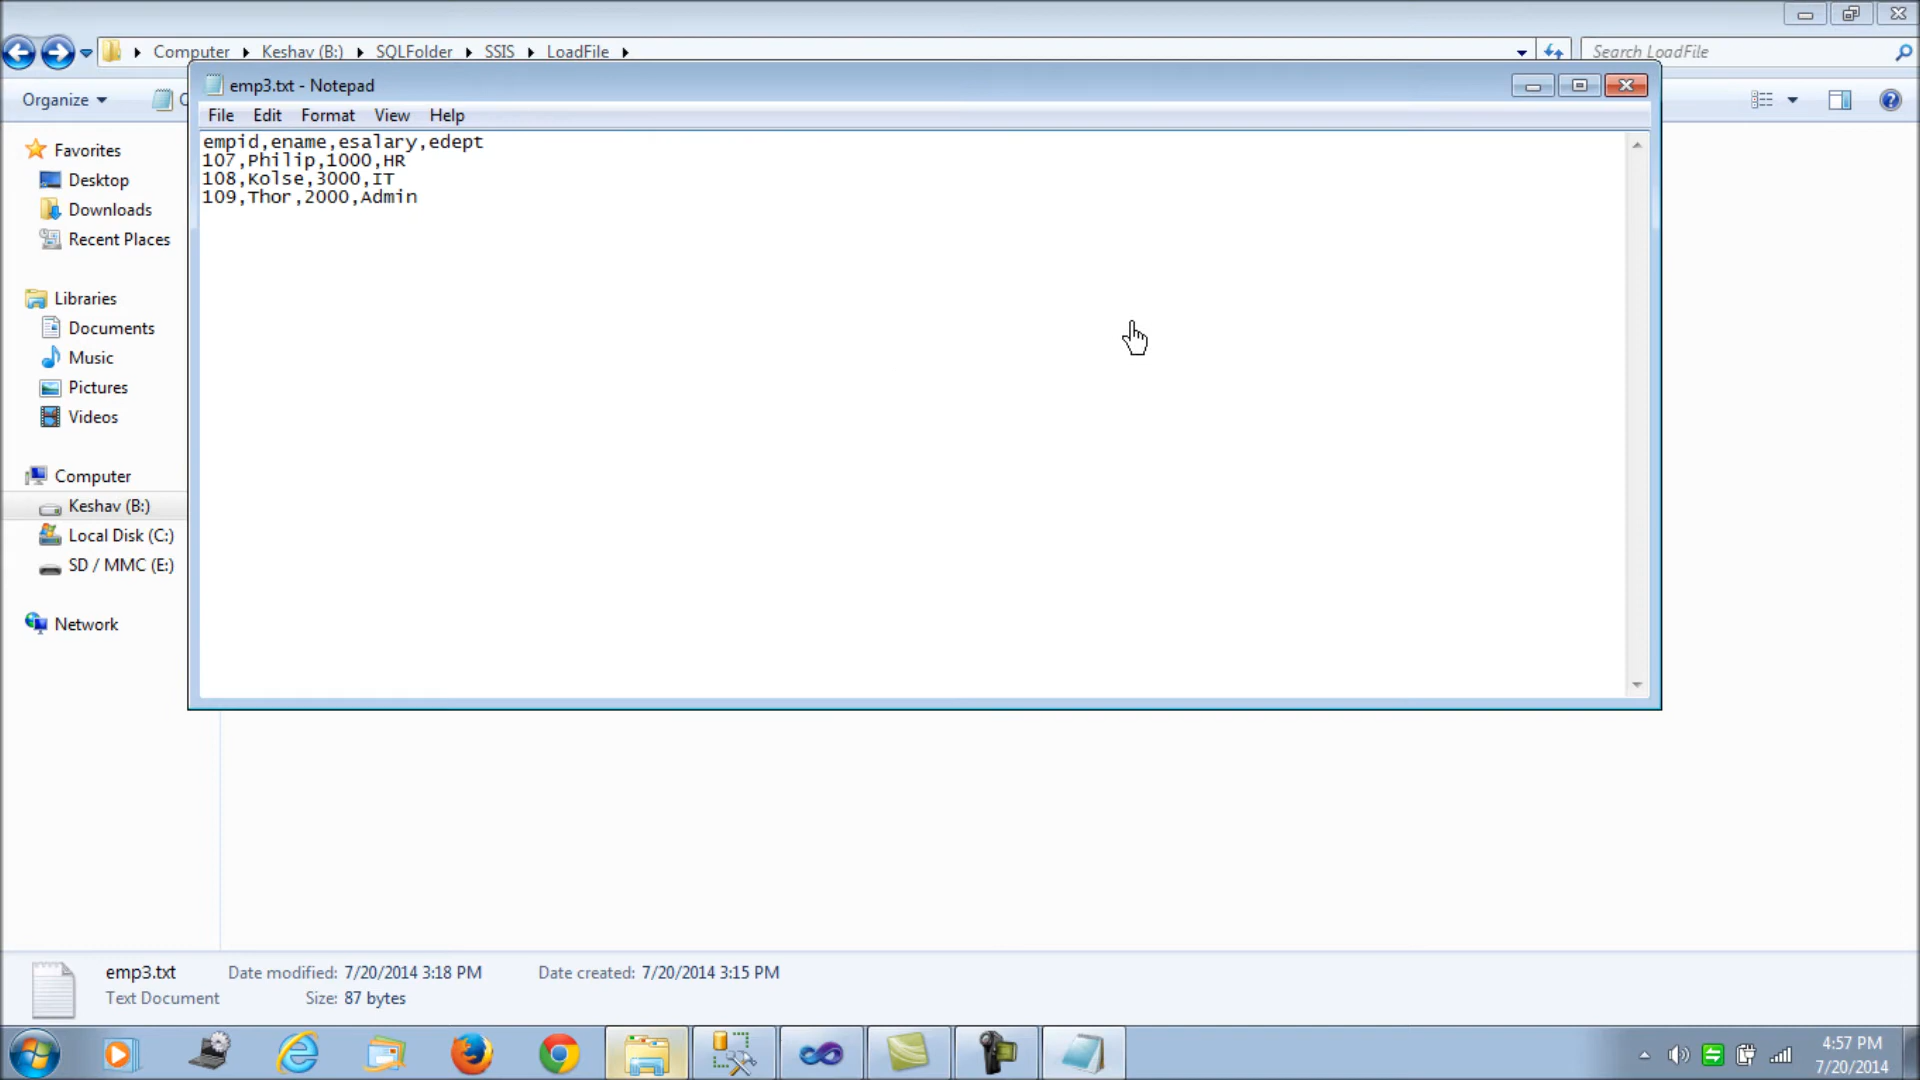 Computer Keshav (B:) SQLFolder SSIS LoadFile
Search LoadFile
emp3.txt - Notepad
Organize
File Edit Format View Help
empid,ename,esalary,edept
107,Philip,1000,HR
108,Kolse,3000,IT
109,Thor,2000,Admin
Favorites
Desktop
Downloads
Recent Places
Libraries
Documents
Music
Pictures
Videos
Computer
Keshav (B:)
Local Disk (C:)
SD / MMC (E:)
Network
emp3.txt Date modified: 7/20/2014 3:18 PM Date created: 7/20/2014 3:15 PM
Text Document Size: 87 bytes
4:57 PM
7/20/2014